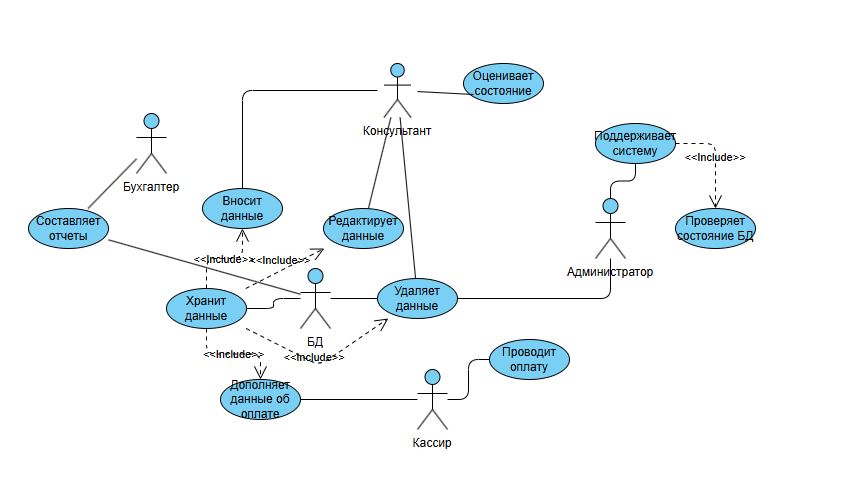 Оценивает
состояние
Консультант
Поддерживает
систему
<<Include>>
Бухгалтер
Вносит
данные
Составляет
отчеты
Редактирует
данные
Проверяет
состояние БД
<<Include>>
<<Include>>
Администратор
Хранит
данные
Удаляет
данные
БД
<<Include>>
<<Include>>
Проводит
оплату
Дополняет
данные об
оплате
Кассир